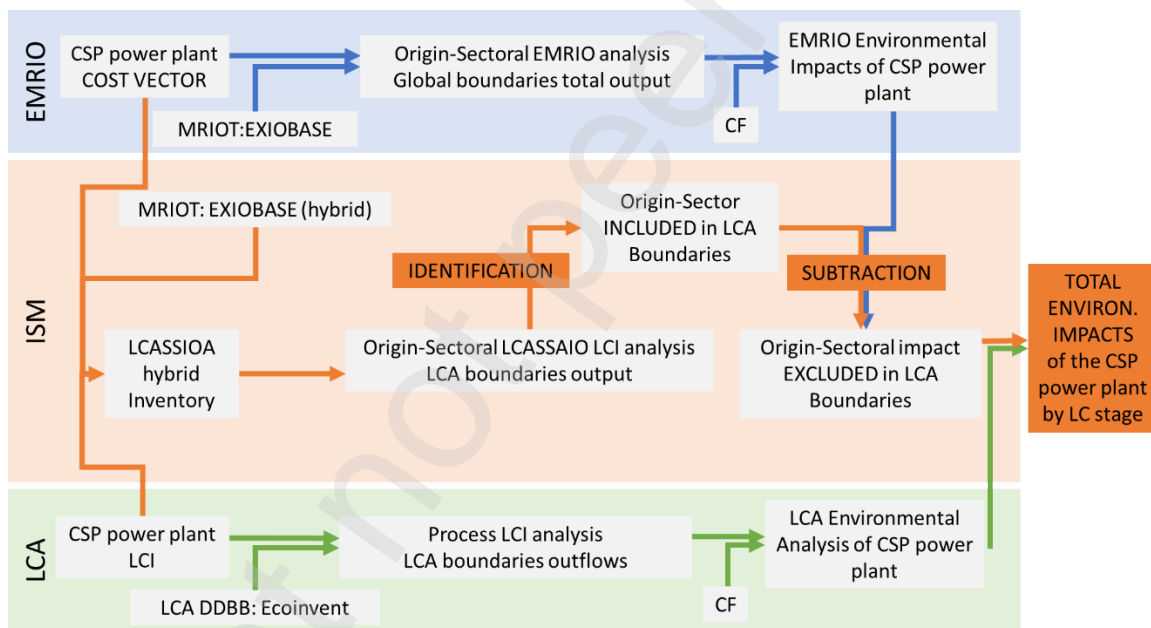 EMRIO
CSP power plant
COST VECTOR
MRIOT:EXIOBASE
Origin-Sectoral EMRIO analysis
Global boundaries total output
CF
EMRIO Environmental
Impacts of CSP power
plant
ISM
MRIOT: EXIOBASE (hybrid)
LCASSIOA
hybrid
Inventory
IDENTIFICATION
Origin-Sectoral LCASSAIO LCI analysis
LCA boundaries output
Origin-Sector
INCLUDED in LCA
Boundaries
SUBTRACTION
Origin-Sectoral impact
EXCLUDED in LCA
Boundaries
TOTAL
ENVIRON.
IMPACTS
of the CSP
power plant
by LC stage
LCA
CSP power plant
LCI
LCA DDBB: Ecoinvent
Process LCI analysis
LCA boundaries outflows
CF
LCA Environmental
Analysis of CSP power
plant
not peer